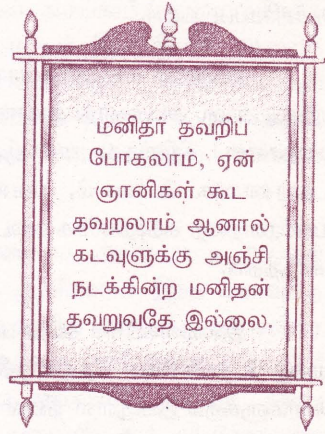 மனிதர் தவறிப்
போகலாம், ஏன்
ஞானிகள் கூட
தவறலாம் ஆனால்
கடவுளுக்கு அஞ்சி
நடக்கின்ற மனிதன்
தவறுவதே இல்லை.